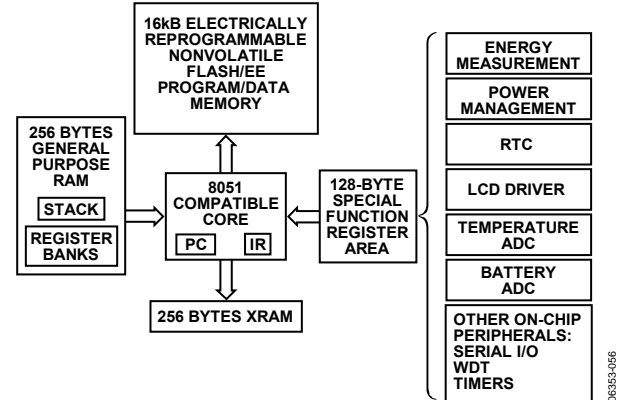 16kB ELECTRICALLY
REPROGRAMMABLE
NONVOLATILE
FLASH/EE
PROGRAM/DATA
MEMORY
256 BYTES
GENERAL
PURPOSE
RAM
STACK
REGISTER
BANKS
8051
COMPATIBLE
CORE
PC
IR
256 BYTES XRAM
128-BYTE
SPECIAL
FUNCTION
REGISTER
AREA
ENERGY
MEASUREMENT
POWER
MANAGEMENT
RTC
LCD DRIVER
TEMPERATURE
ADC
BATTERY
ADC
OTHER ON-CHIP
PERIPHERALS:
SERIAL I/O
WDT
TIMERS
06353-056